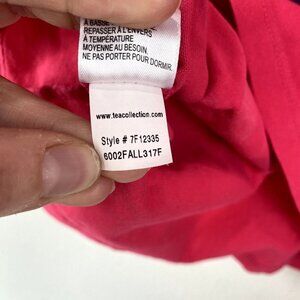 À BASSE
REPASSER À L'ENVERS
À TEMPÉRATURE
MOYENNE AU BESOIN.
NE PAS PORTER POUR DORMIR.
www.teacollection.com
Style # 7F12335
6002FALL317F